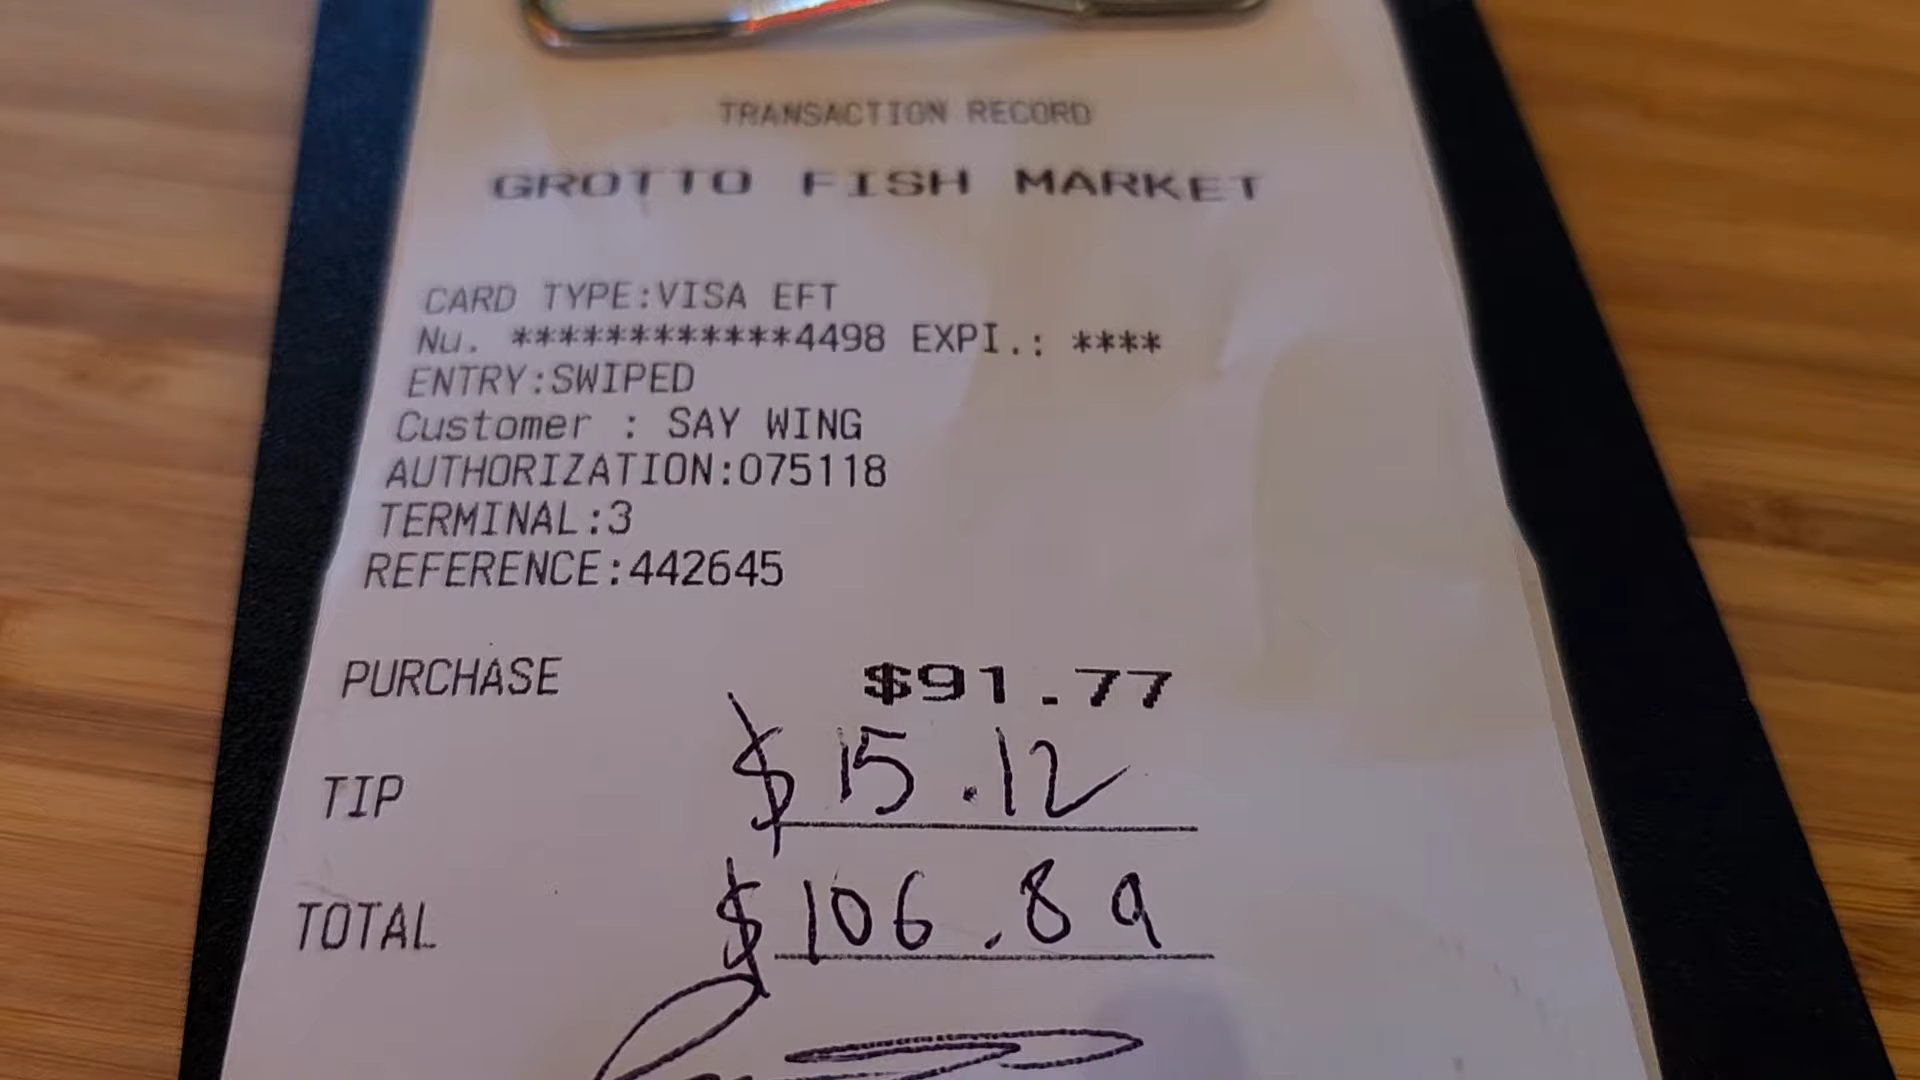 TRANSACTION RECORD
GROTTO FISH MARKET
CARD TYPE:VISA EFT
Nu. ************4498 EXPI.: ****
ENTRY:SWIPED
Customer : SAY WING
AUTHORIZATION:075118
TERMINAL:3
REFERENCE:442645
PURCHASE $91.77
TIP $15.12
TOTAL $106.89